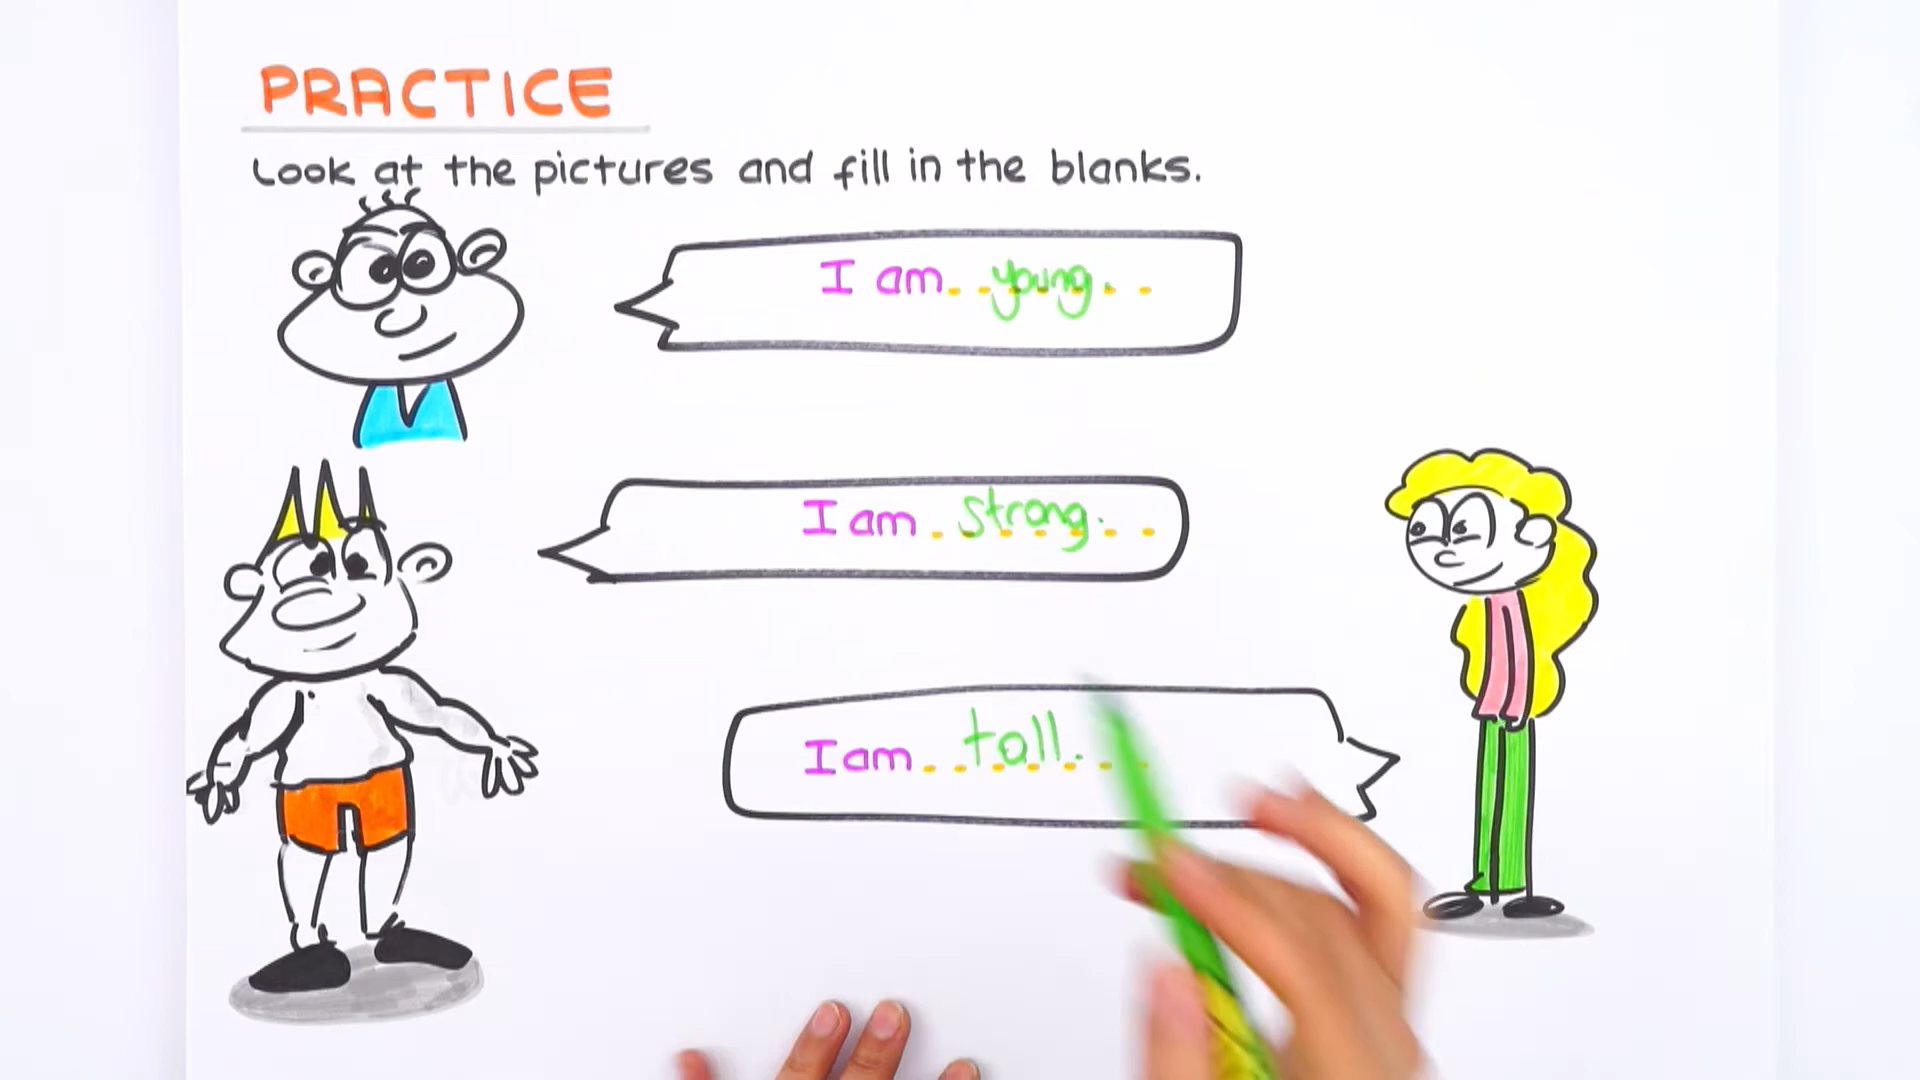 PRACTICE
Look at the pictures and fill in the blanks.
I am young.
I am strong.
I am tall.